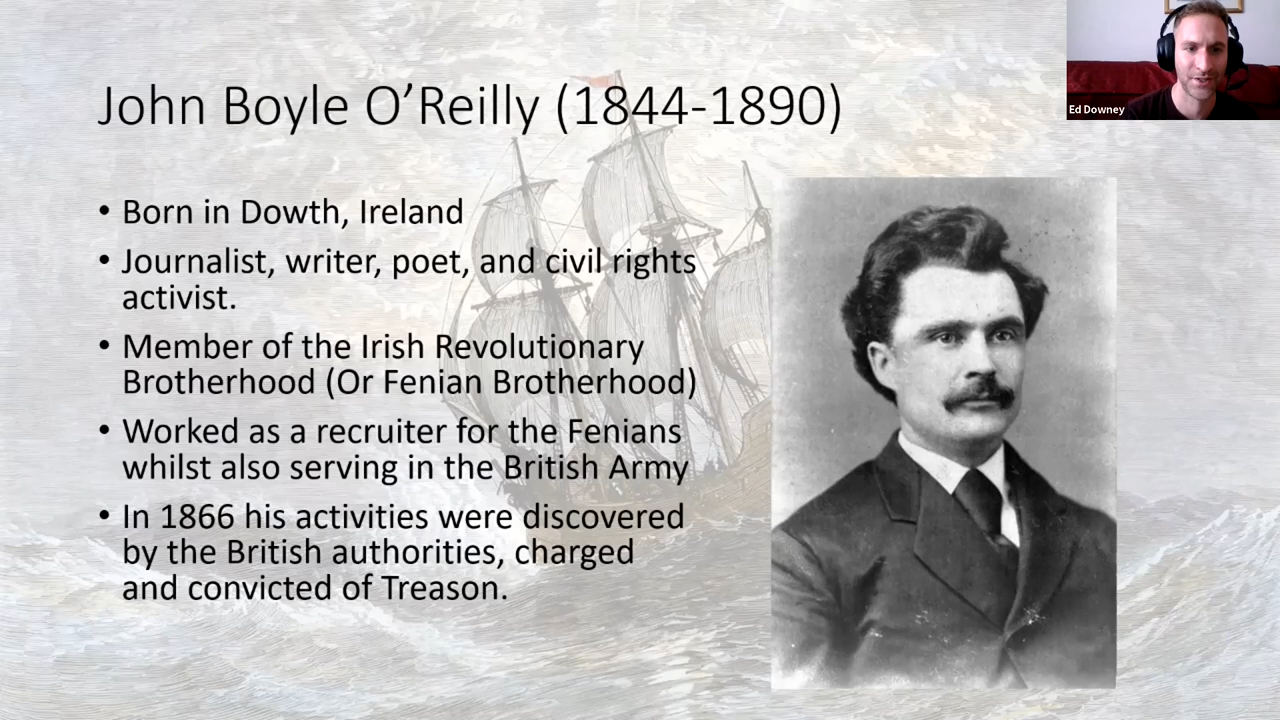 John Boyle O’Reilly (1844-1890)
Ed Downey
• Born in Dowth, Ireland
• Journalist, writer, poet, and civil rights
activist.
• Member of the Irish Revolutionary
Brotherhood (Or Fenian Brotherhood)
• Worked as a recruiter for the Fenians
whilst also serving in the British Army
• In 1866 his activities were discovered
by the British authorities, charged
and convicted of Treason.